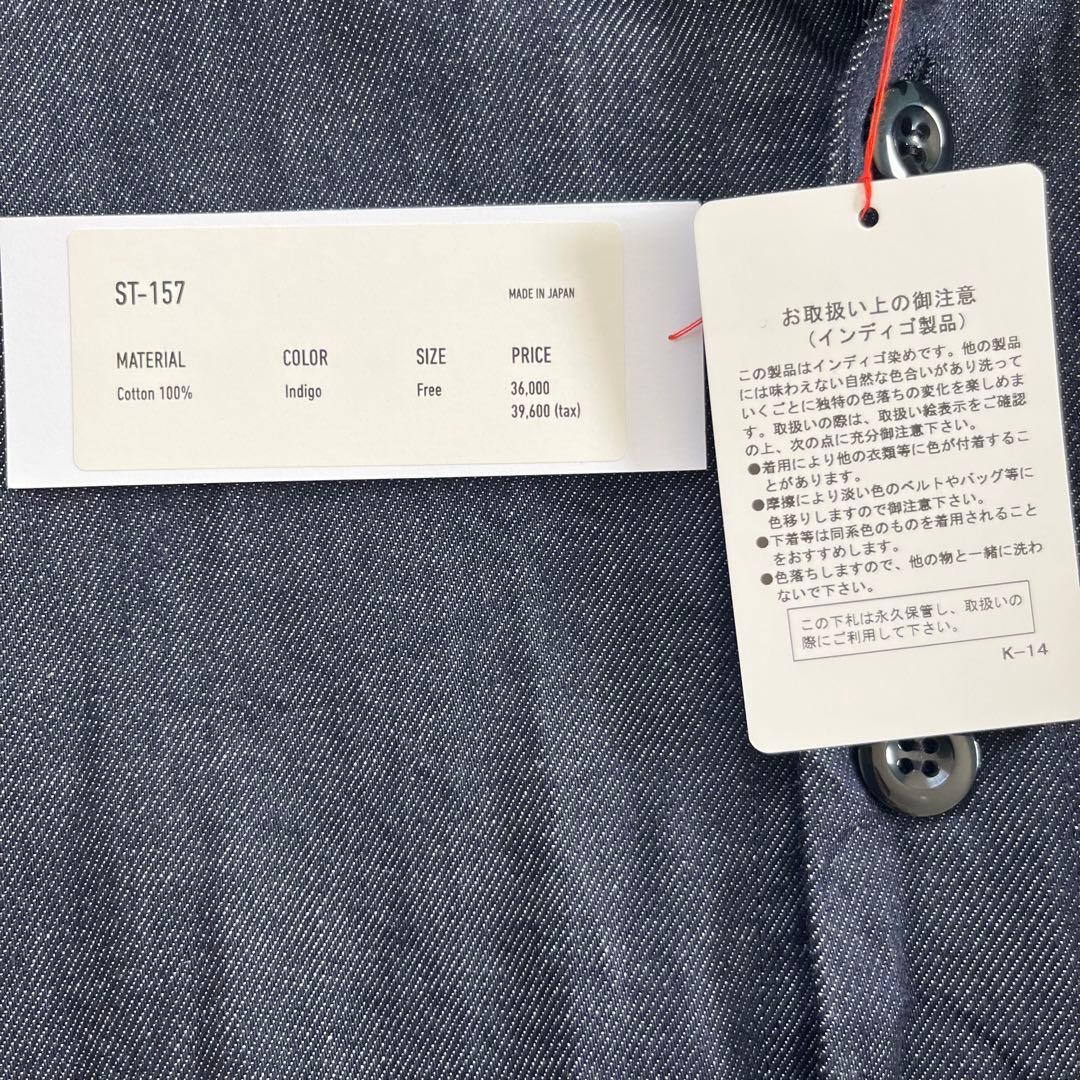 ST-157
MADE IN JAPAN
MATERIAL COLOR SIZE PRICE
Cotton 100% Indigo Free 36,000
39,600 (tax)
お取扱い上の御注意
（インディゴ製品）
この製品はインディゴ染めです。他の製品
には味わえない自然な色合いがあり洗って
いくごとに独特の色落ちの変化を楽しめま
す。取扱いの際は、取扱い絵表示をご確認
の上、次の点に充分御注意下さい。
●着用により他の衣類等に色が付着するこ
とがあります。
●摩擦により淡い色のベルトやバッグ等に
色移りしますので御注意下さい。
●下着等は同系色のものを着用されること
をおすすめします。
●色落ちしますので、他の物と一緒に洗わ
ないで下さい。
この下札は永久保管し、取扱いの
際にご利用して下さい。
K-14